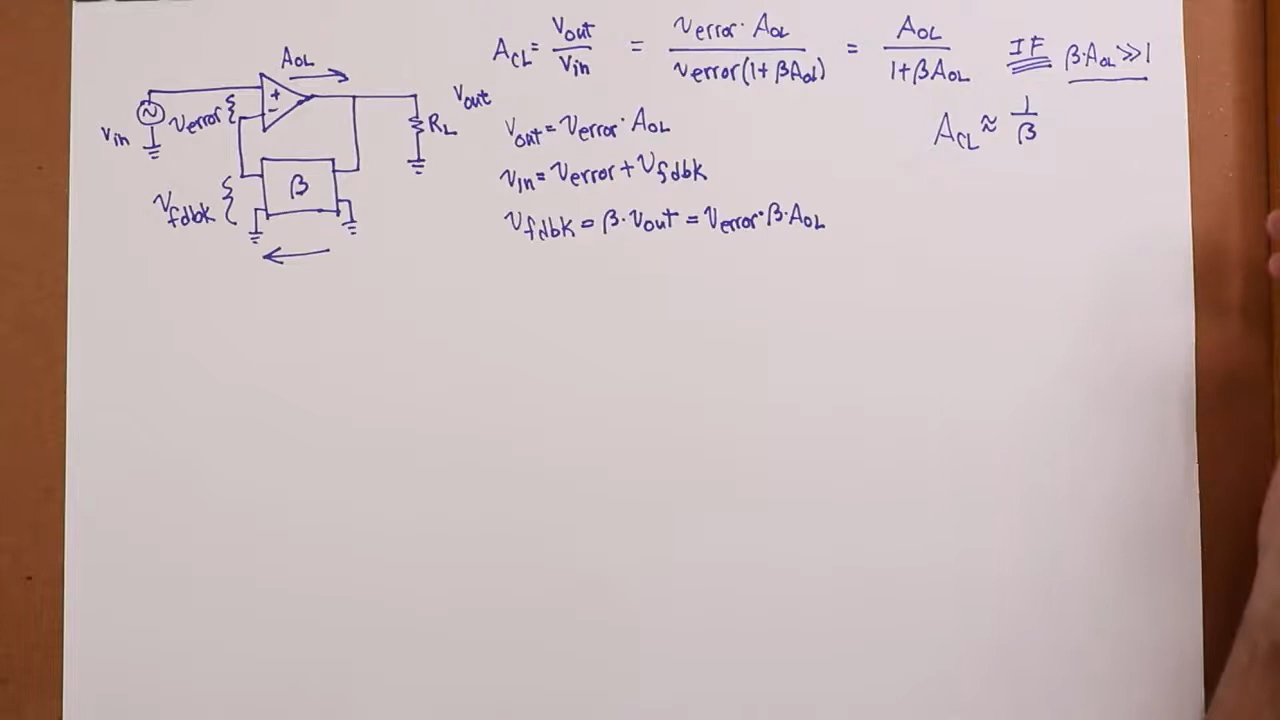 A_OL
+
−
V_in
V_error
V_fdbk
β
R_L
V_out
A_CL = V_out / V_in = V_error · A_OL / V_error(1 + βA_OL) = A_OL / 1 + βA_OL IF β·A_OL ≫ 1
A_CL ≈ 1 / β
V_out = V_error · A_OL
V_in = V_error + V_fdbk
V_fdbk = β · V_out = V_error · β · A_OL